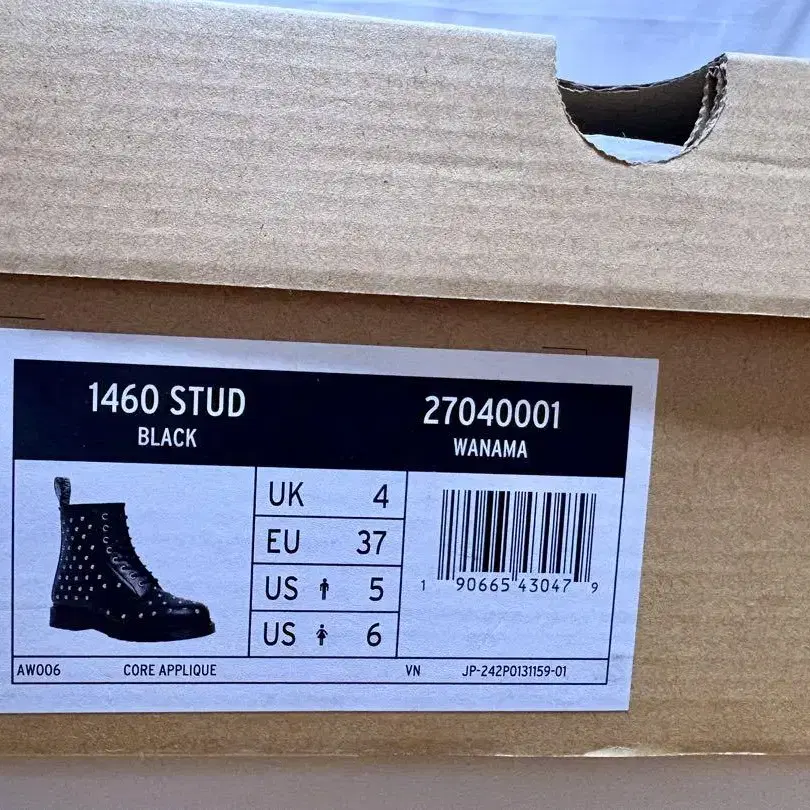 1460 STUD
BLACK
27040001
WANAMA
UK 4
EU 37
US 5
US 6
1 90665 43047 9
AW006 CORE APPLIQUE VN JP-242P0131159-01